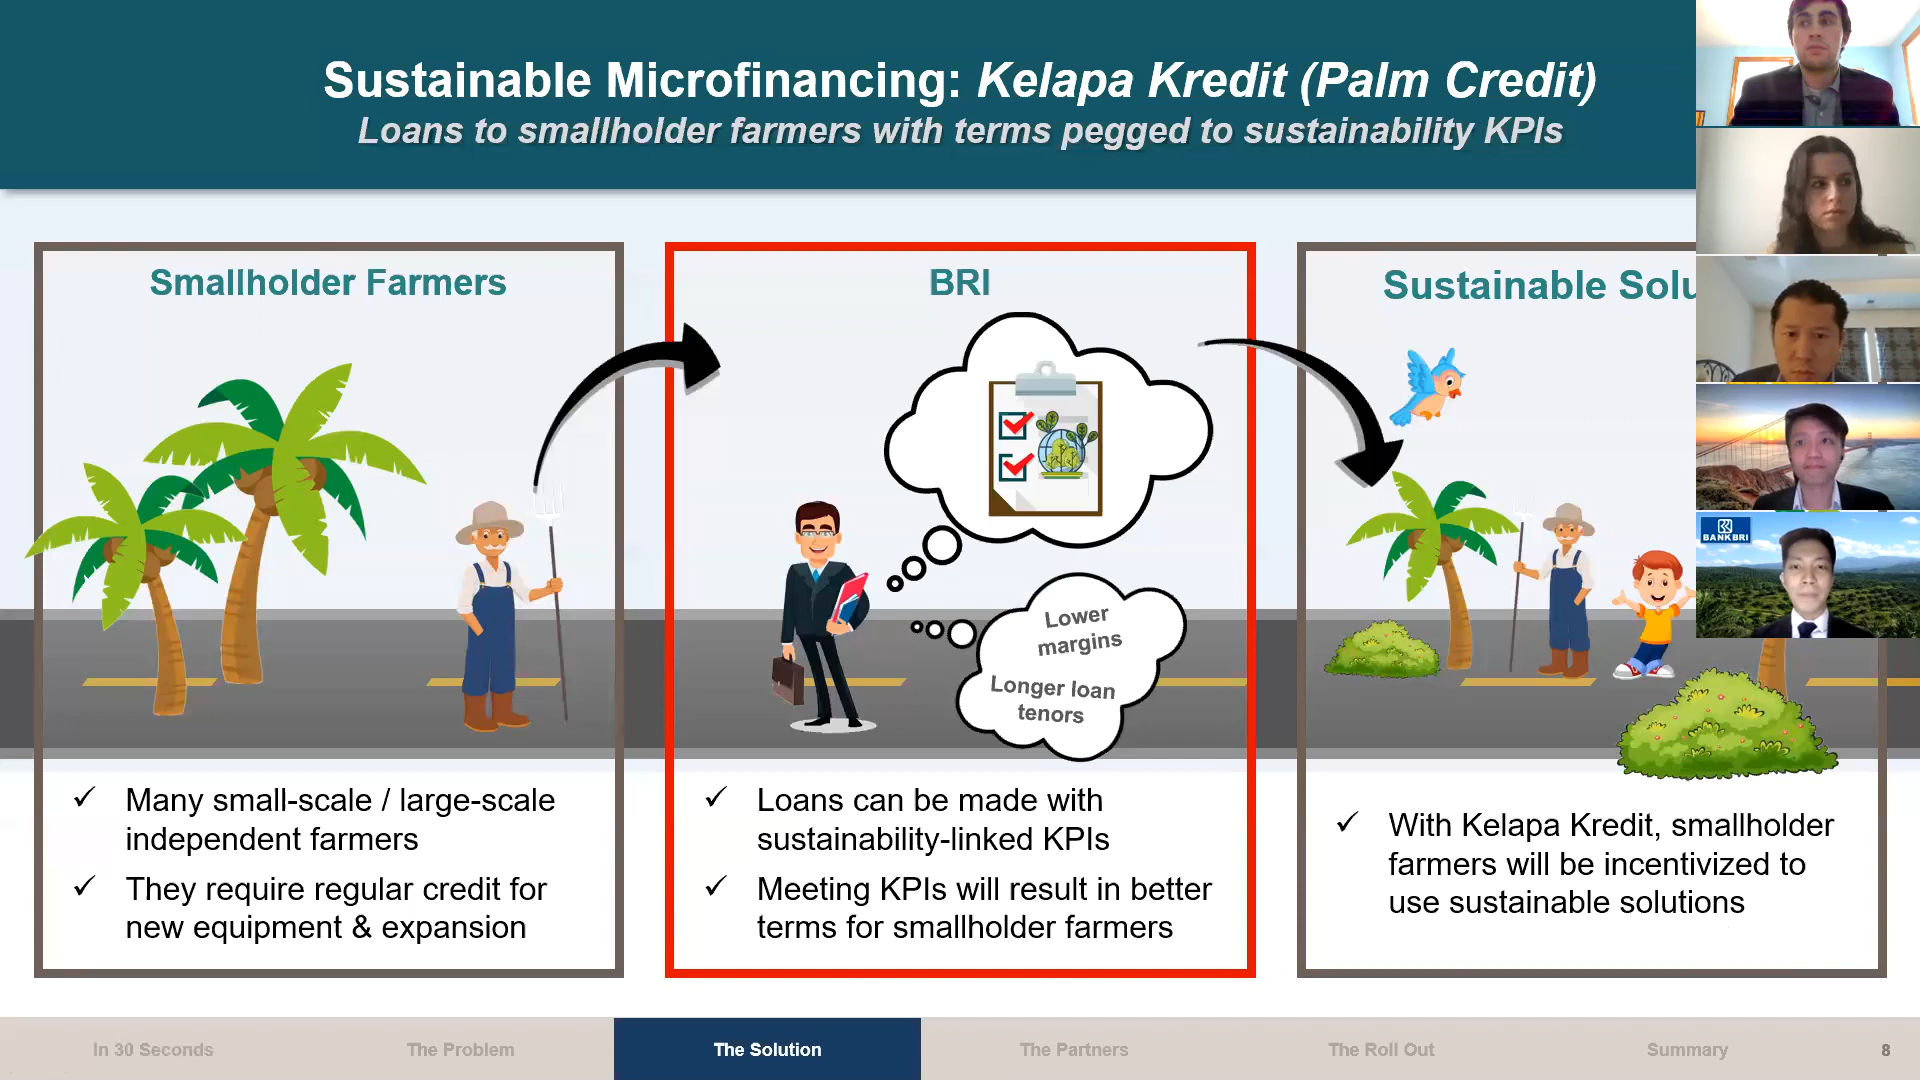 Sustainable Microfinancing: Kelapa Kredit (Palm Credit)
Loans to smallholder farmers with terms pegged to sustainability KPIs
Smallholder Farmers
Many small-scale / large-scale
independent farmers
They require regular credit for
new equipment & expansion
BRI
Lower
margins
Longer loan
tenors
Loans can be made with
sustainability-linked KPIs
Meeting KPIs will result in better
terms for smallholder farmers
Sustainable
With Kelapa Kredit, smallholder
farmers will be incentivized to
use sustainable solutions
BANK BRI
In 30 Seconds
The Problem
The Solution
The Partners
The Roll Out
Summary
8